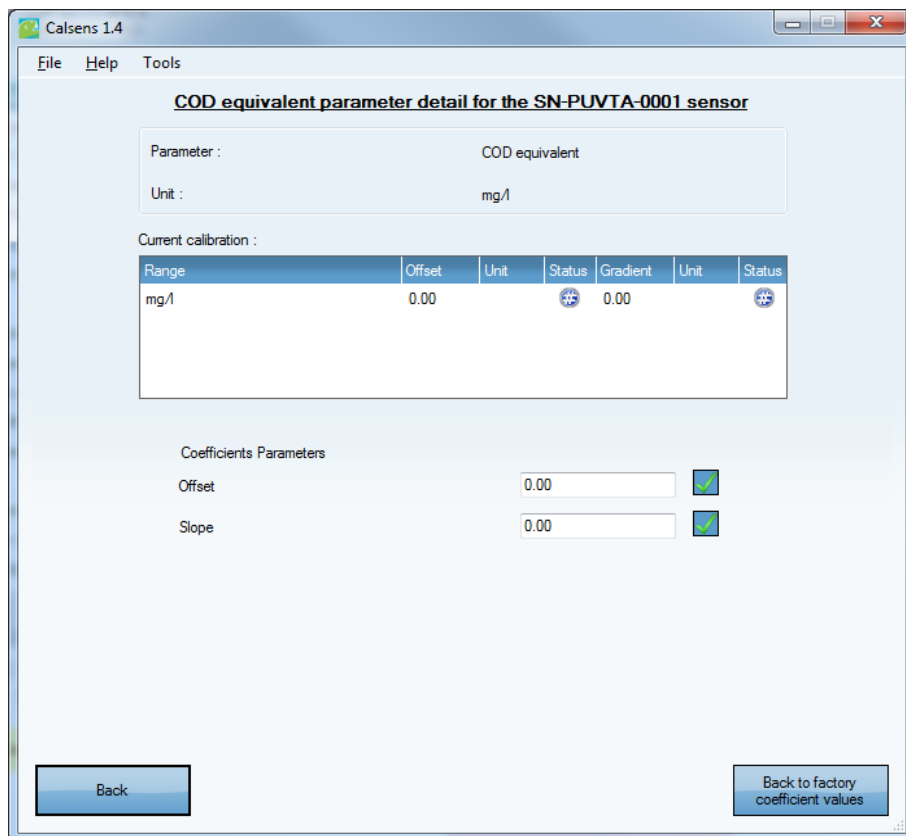 Calsens 1.4
File Help Tools
COD equivalent parameter detail for the SN-PUVTA-0001 sensor
Parameter : COD equivalent
Unit : mg/l
Current calibration :
Range Offset Unit Status Gradient Unit Status
mg/l 0.00 0.00
Coefficients Parameters
Offset 0.00
Slope 0.00
Back
Back to factory
coefficient values